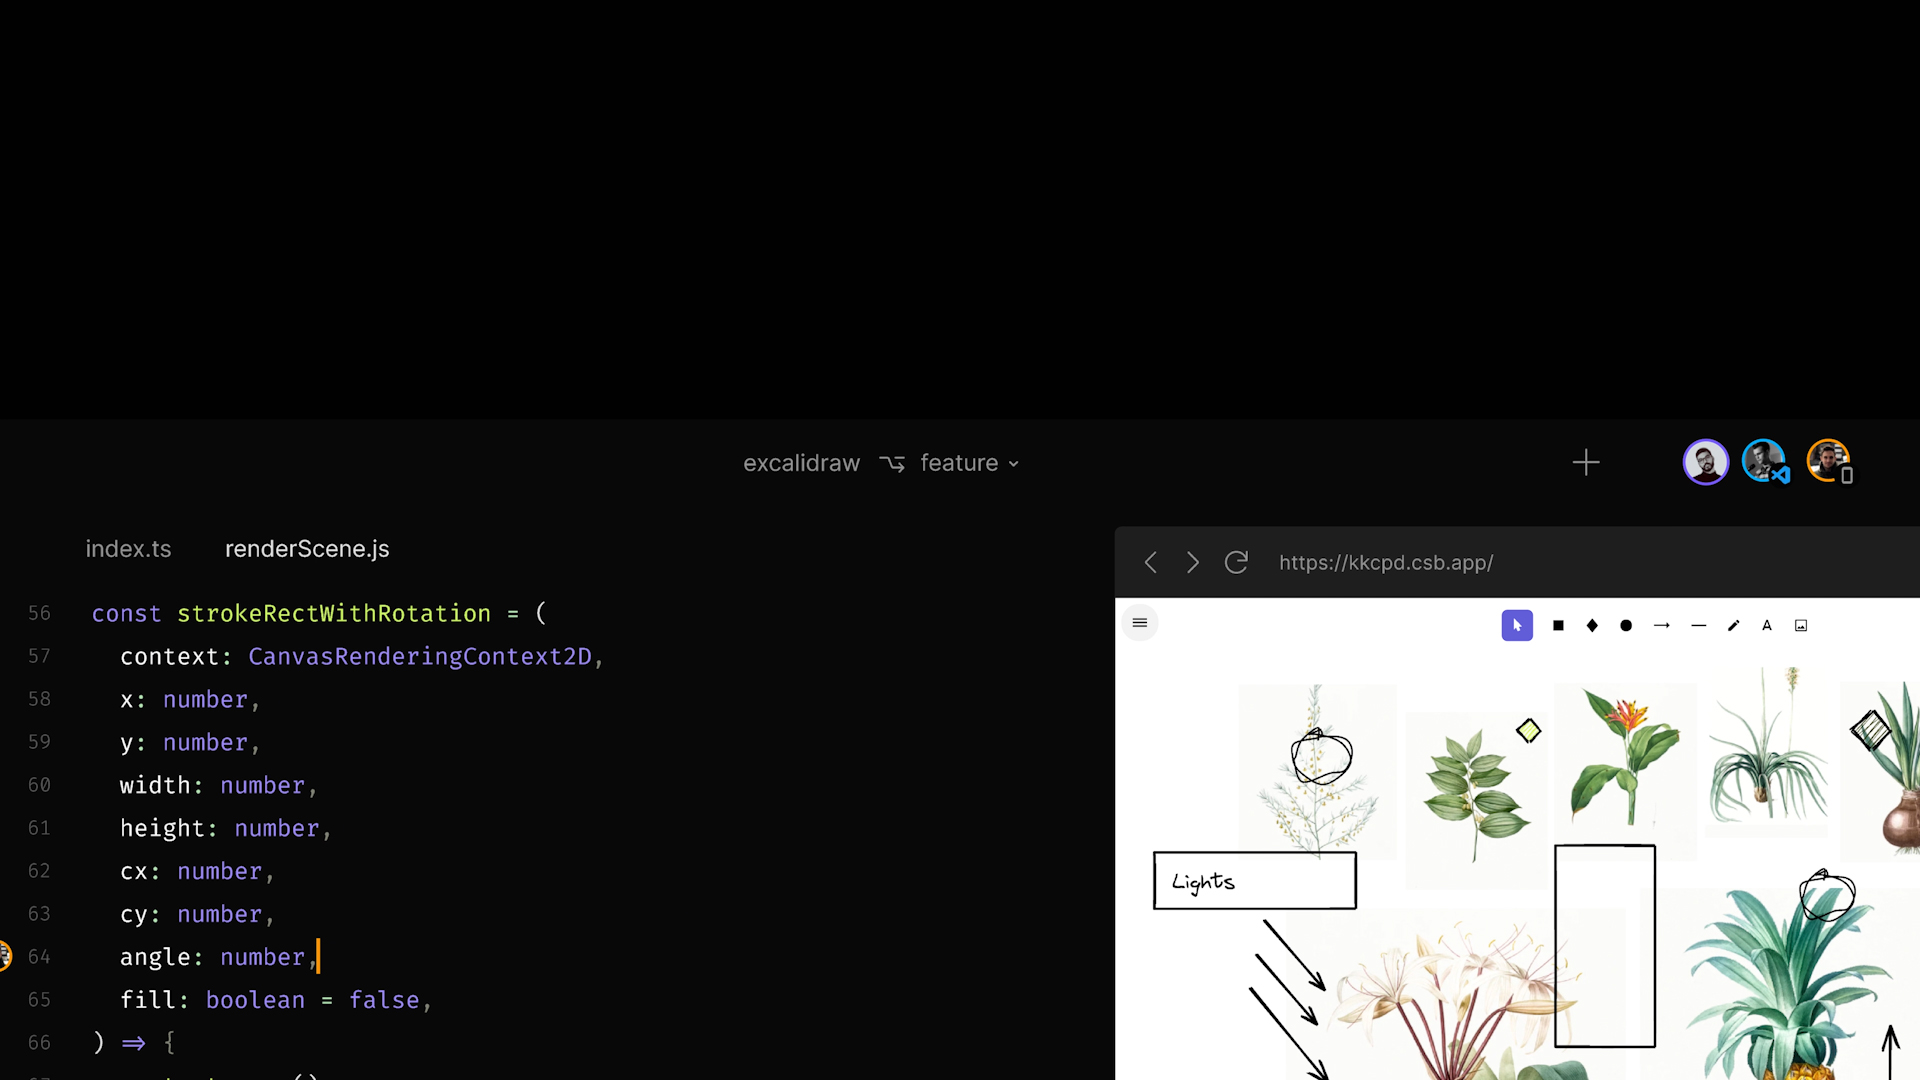 excalidraw feature
index.ts renderScene.js
https://kkcpd.csb.app/
56 const strokeRectWithRotation = (
57 context: CanvasRenderingContext2D,
58 x: number,
59 y: number,
60 width: number,
61 height: number,
62 cx: number,
63 cy: number,
64 angle: number,
65 fill: boolean = false,
66 ) => {
A
Lights